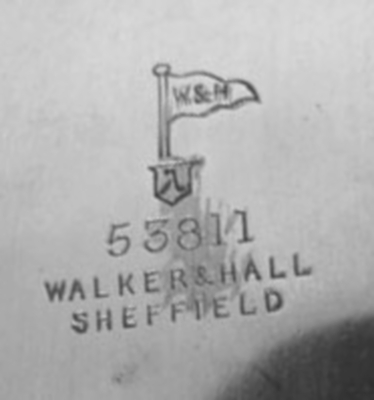 W.&H
53811
WALKER & HALL
SHEFFIELD